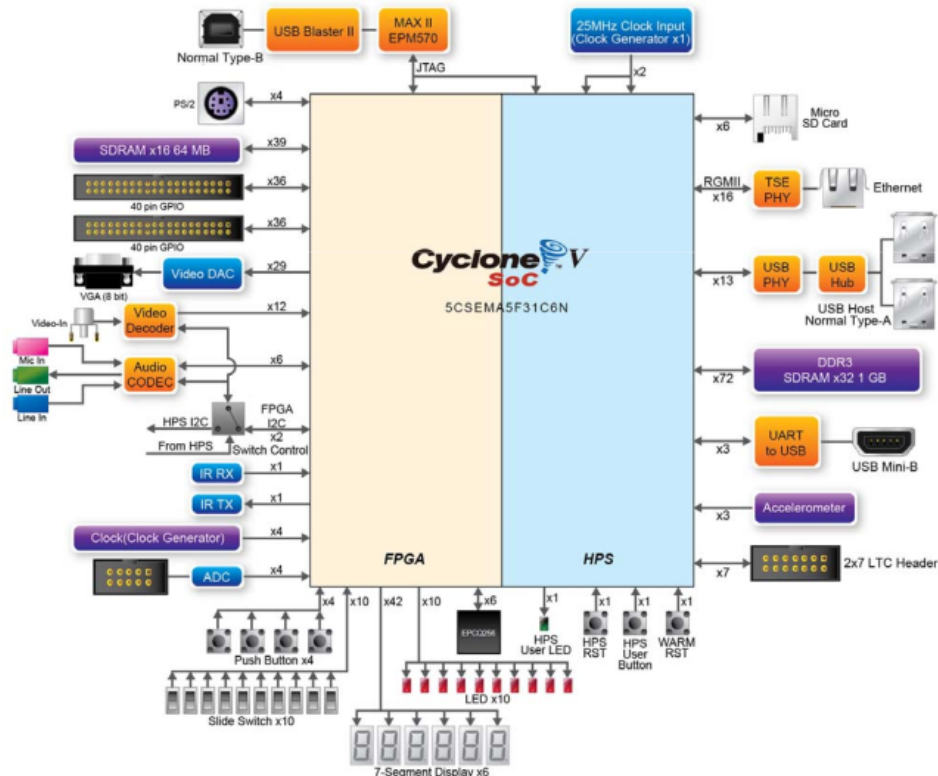 Normal Type-B
USB Blaster II
MAX II
EPM570
25MHz Clock Input
(Clock Generator x1)
JTAG
x2
PS/2
x4
x6
Micro
SD Card
SDRAM x16 64 MB
x39
40 pin GPIO
x36
RGMII
x16
TSE
PHY
Ethernet
40 pin GPIO
x36
VGA (8 bit)
Video DAC
x29
Cyclone V
SoC
TM
5CSEMA5F31C6N
x13
USB
PHY
USB
Hub
USB Host
Normal Type-A
Video-In
Video
Decoder
x12
Mic In
Line Out
Line In
Audio
CODEC
x6
x72
DDR3
SDRAM x32 1 GB
HPS I2C
From HPS
FPGA
I2C
x2
Switch Control
x3
UART
to USB
USB Mini-B
IR RX
x1
IR TX
x1
x3
Accelerometer
Clock(Clock Generator)
x4
ADC
x4
FPGA
HPS
x7
2x7 LTC Header
x4
x10
x42
x10
x6
x1
x1
x1
x1
Push Button x4
EPCQ256
HPS
User LED
HPS
RST
HPS
User
Button
WARM
RST
Slide Switch x10
LED x10
7-Segment Display x6